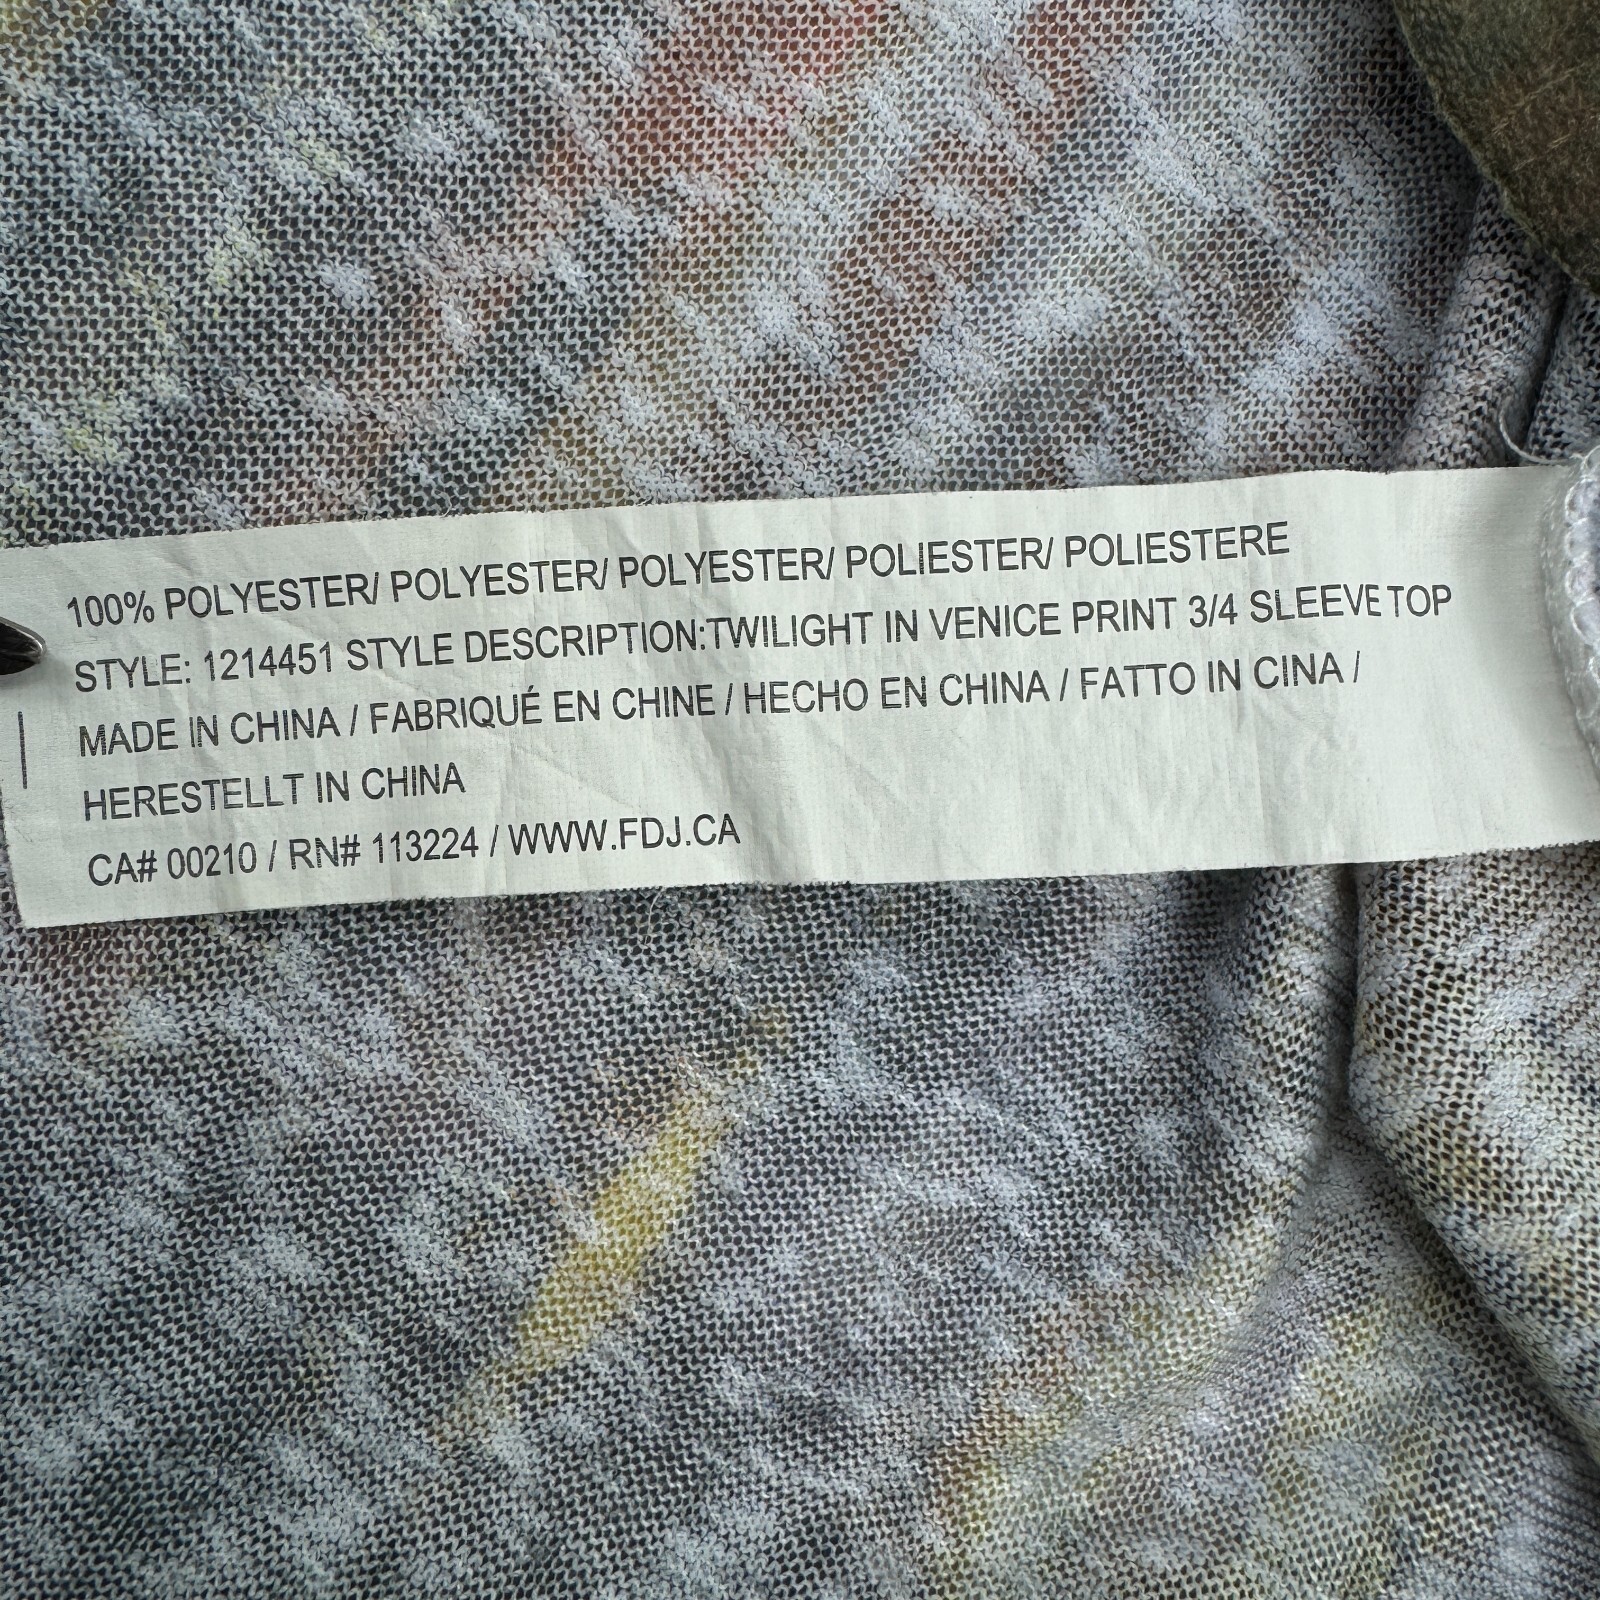 100% POLYESTER/ POLYESTER/ POLYESTER/ POLIESTER/ POLIESTERE
STYLE: 1214451 STYLE DESCRIPTION:TWILIGHT IN VENICE PRINT 3/4 SLEEVE TOP
MADE IN CHINA / FABRIQUÉ EN CHINE / HECHO EN CHINA / FATTO IN CINA /
HERESTELLT IN CHINA
CA# 00210 / RN# 113224 / WWW.FDJ.CA